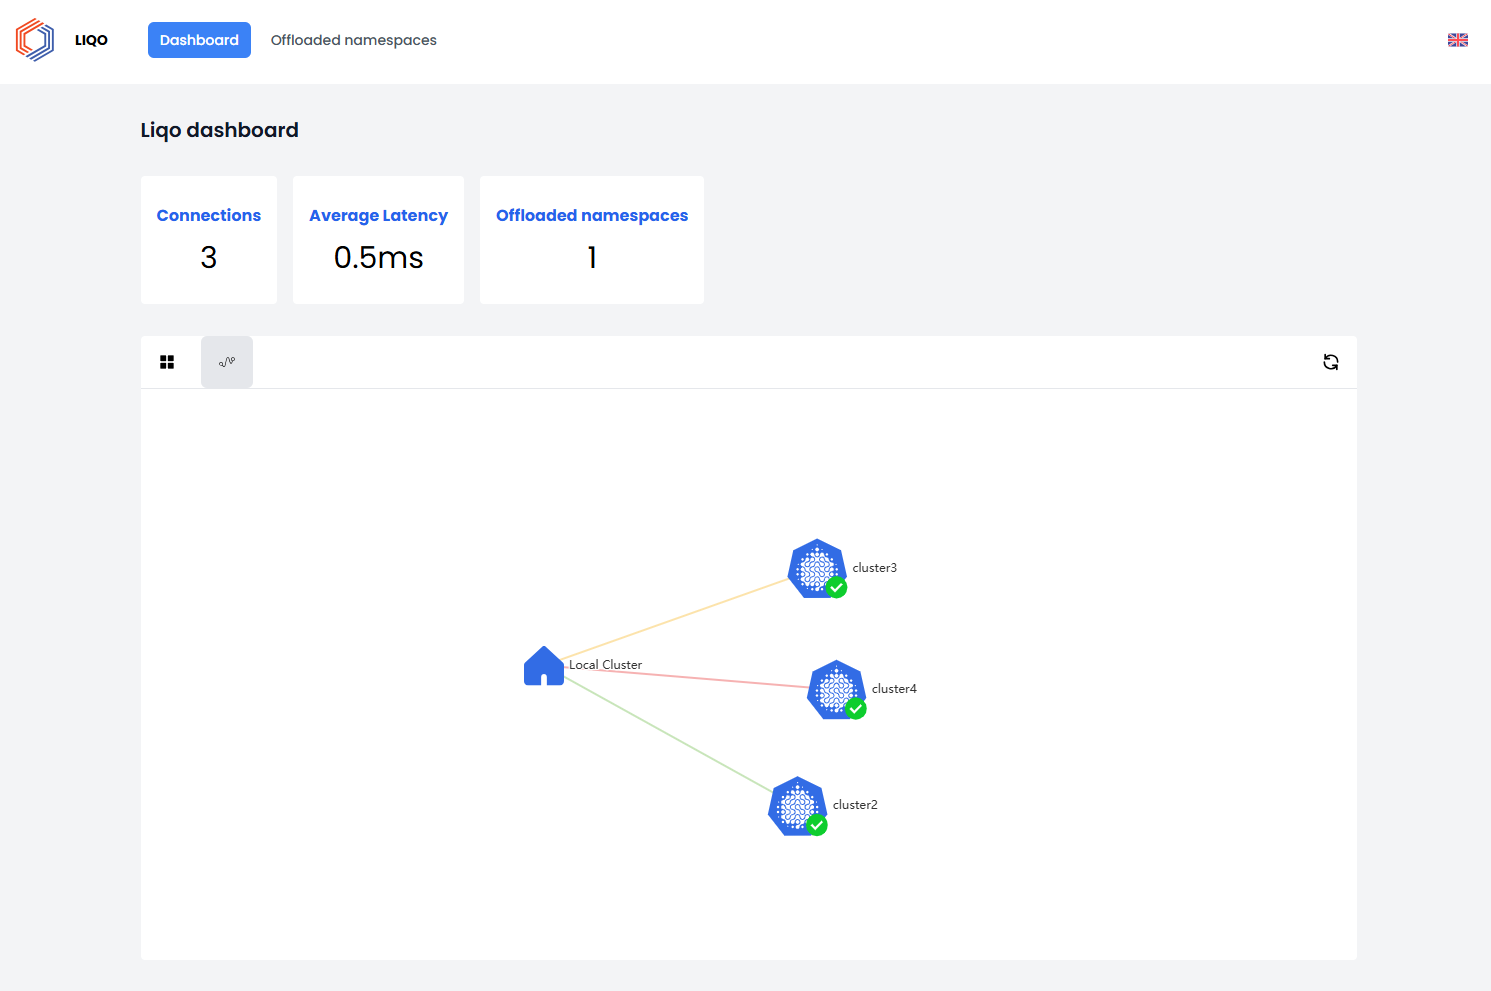 LIQO Dashboard Offloaded namespaces
Liqo dashboard
Connections Average Latency Offloaded namespaces
3 0.5ms 1
cluster3
Local Cluster
cluster4
cluster2